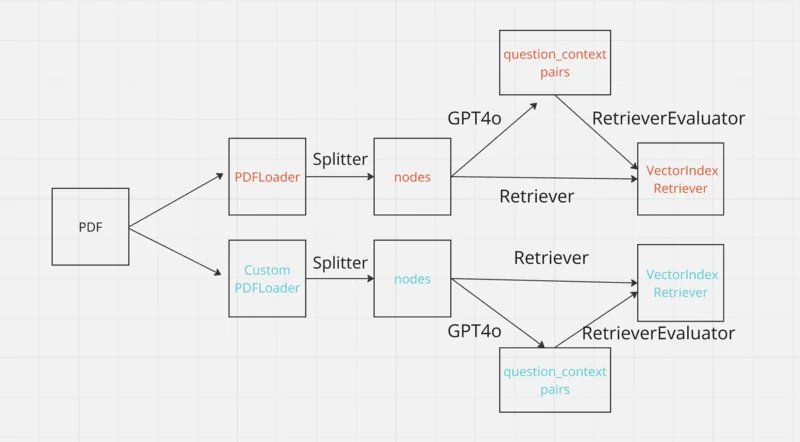 question_context
pairs
GPT4o
RetrieverEvaluator
Splitter
PDFLoader
nodes
VectorIndex
Retriever
Retriever
PDF
Custom
PDFLoader
Splitter
nodes
Retriever
VectorIndex
Retriever
GPT4o
RetrieverEvaluator
question_context
pairs